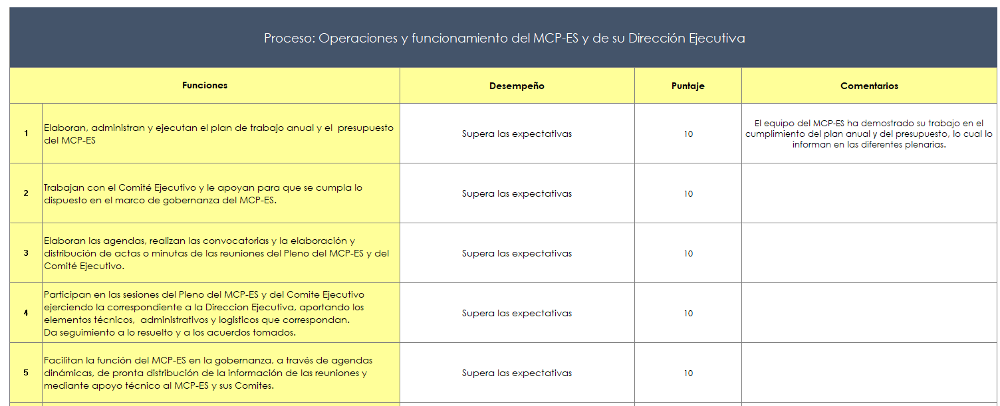 Proceso: Operaciones y funcionamiento del MCP-ES y de su Dirección Ejecutiva
Funciones
Desempeño
Puntaje
Comentarios
1
Elaboran, administran y ejecutan el plan de trabajo anual y el  presupuesto
del MCP-ES
Supera las expectativas
10
El equipo del MCP-ES ha demostrado su trabajo en el
cumplimiento del plan anual y del presupuesto, lo cual lo
informan en las diferentes plenarias.
2
Trabajan con el Comité Ejecutivo y le apoyan para que se cumpla lo
dispuesto en el marco de gobernanza del MCP-ES.
Supera las expectativas
10
3
Elaboran las agendas, realizan las convocatorias y la elaboración y
distribución de actas o minutas de las reuniones del Pleno del MCP-ES y del
Comité Ejecutivo.
Supera las expectativas
10
4
Participan en las sesiones del Pleno del MCP-ES y del Comite Ejecutivo
ejerciendo la correspondiente a la Direccion Ejecutiva, aportando los
elementos técnicos,  administrativos y logisticos que correspondan.
Da seguimiento a lo resuelto y a los acuerdos tomados.
Supera las expectativas
10
5
Facilitan la función del MCP-ES en la gobernanza, a través de agendas
dinámicas, de pronta distribución de la información de las reuniones y
mediante apoyo técnico al MCP-ES y sus Comites.
Supera las expectativas
10